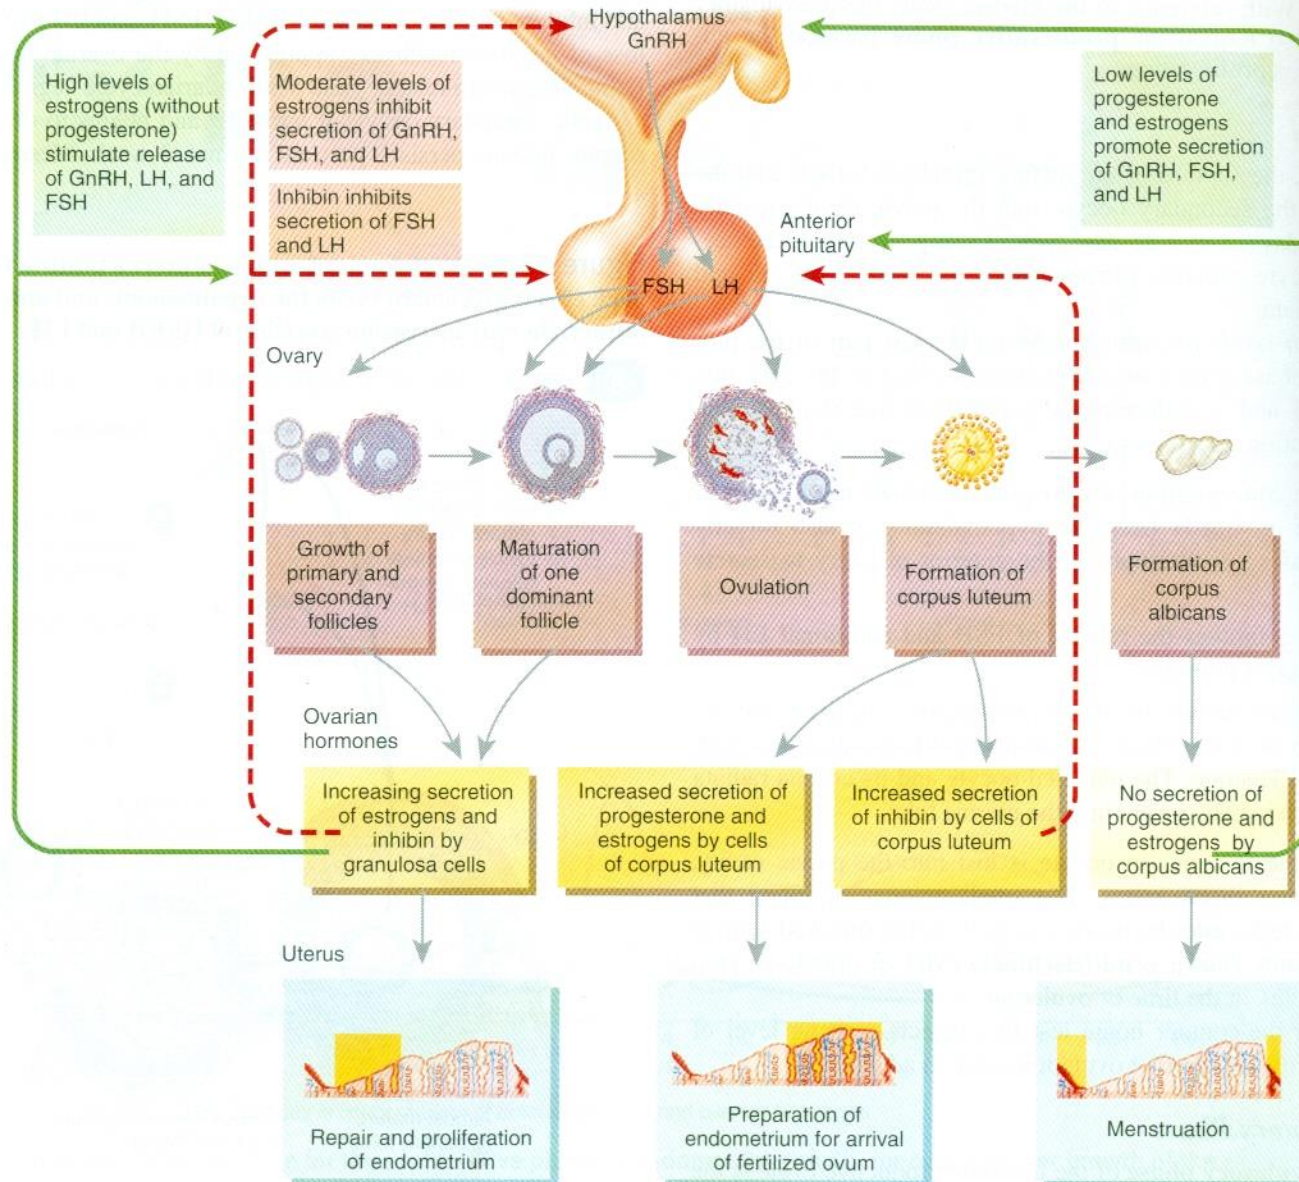 Hypothalamus
GnRH
High levels of
estrogens (without
progesterone)
stimulate release
of GnRH, LH, and
FSH
Moderate levels of
estrogens inhibit
secretion of GnRH,
FSH, and LH
Inhibin inhibits
secretion of FSH
and LH
Low levels of
progesterone
and estrogens
promote secretion
of GnRH, FSH,
and LH
Anterior
pituitary
FSH
LH
Ovary
Growth of
primary and
secondary
follicles
Maturation
of one
dominant
follicle
Ovulation
Formation of
corpus luteum
Formation of
corpus
albicans
Ovarian
hormones
Increasing secretion
of estrogens and
inhibin by
granulosa cells
Increased secretion of
progesterone and
estrogens by cells
of corpus luteum
Increased secretion
of inhibin by cells of
corpus luteum
No secretion of
progesterone and
estrogens by
corpus albicans
Uterus
Repair and proliferation
of endometrium
Preparation of
endometrium for arrival
of fertilized ovum
Menstruation